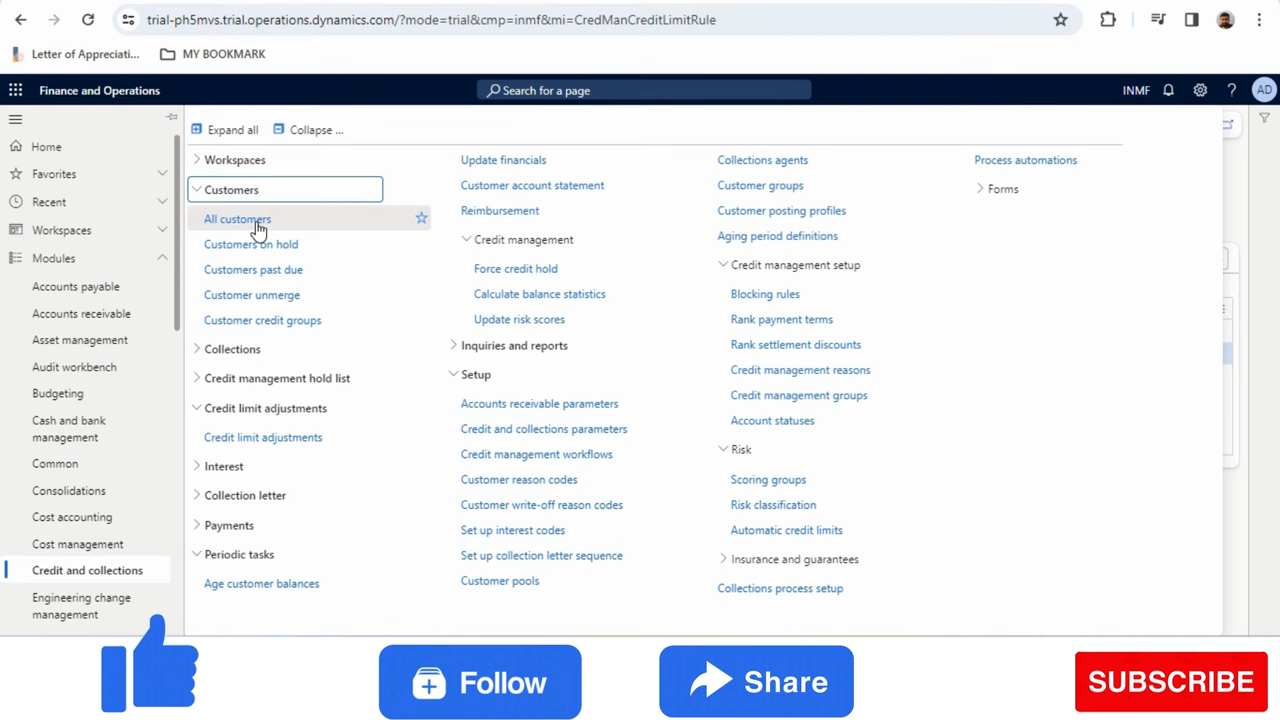 trial-ph5mvs.trial.operations.dynamics.com/?mode=trial&cmp=inmf&mi=CredManCreditLimitRule
Letter of Appreciati...
MY BOOKMARK
Finance and Operations
Search for a page
INMF
?
AD
Home
Favorites
Recent
Workspaces
Modules
Accounts payable
Accounts receivable
Asset management
Audit workbench
Budgeting
Cash and bank
management
Common
Consolidations
Cost accounting
Cost management
Credit and collections
Engineering change
management
Expand all
Collapse ...
Workspaces
Customers
All customers
Customers on hold
Customers past due
Customer unmerge
Customer credit groups
Collections
Credit management hold list
Credit limit adjustments
Credit limit adjustments
Interest
Collection letter
Payments
Periodic tasks
Age customer balances
Update financials
Customer account statement
Reimbursement
Credit management
Force credit hold
Calculate balance statistics
Update risk scores
Inquiries and reports
Setup
Accounts receivable parameters
Credit and collections parameters
Credit management workflows
Customer reason codes
Customer write-off reason codes
Set up interest codes
Set up collection letter sequence
Customer pools
Collections agents
Customer groups
Customer posting profiles
Aging period definitions
Credit management setup
Blocking rules
Rank payment terms
Rank settlement discounts
Credit management reasons
Credit management groups
Account statuses
Risk
Scoring groups
Risk classification
Automatic credit limits
Insurance and guarantees
Collections process setup
Process automations
Forms
Follow
Share
SUBSCRIBE